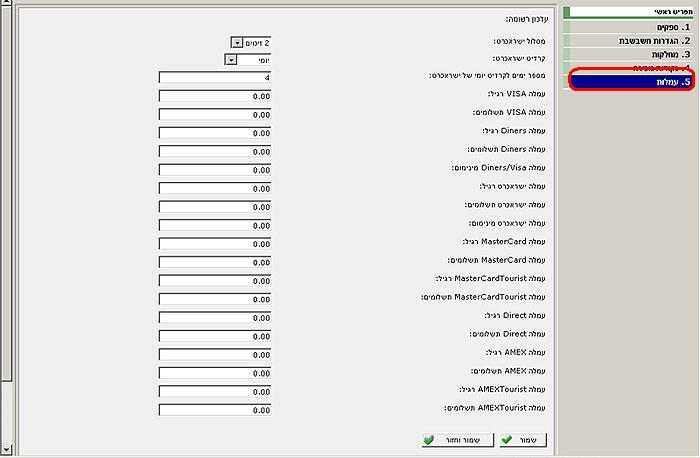 תפריט ראשי
1. ספקים
2. הגדרות חשבשבת
3. מחלקות
5. עמלות
עדכון רשומה:
מסלול ישראכרט: 2 זיכוים
קרדיט ישראכרט: יומי
מספר ימים לקרדיט יומי של ישראכרט: 4
עמלה VISA רגיל: 0.00
עמלה VISA תשלומים: 0.00
עמלה Diners רגיל: 0.00
עמלה Diners תשלומים: 0.00
עמלה Diners/Visa מינימום: 0.00
עמלה ישראכרט רגיל: 0.00
עמלה ישראכרט תשלומים: 0.00
עמלה ישראכרט מינימום: 0.00
עמלה MasterCard רגיל: 0.00
עמלה MasterCard תשלומים: 0.00
עמלה MasterCardTourist רגיל: 0.00
עמלה MasterCardTourist תשלומים: 0.00
עמלה Direct רגיל: 0.00
עמלה Direct תשלומים: 0.00
עמלה AMEX רגיל: 0.00
עמלה AMEX תשלומים: 0.00
עמלה AMEXTourist רגיל: 0.00
עמלה AMEXTourist תשלומים: 0.00
שמור שמור וחזור